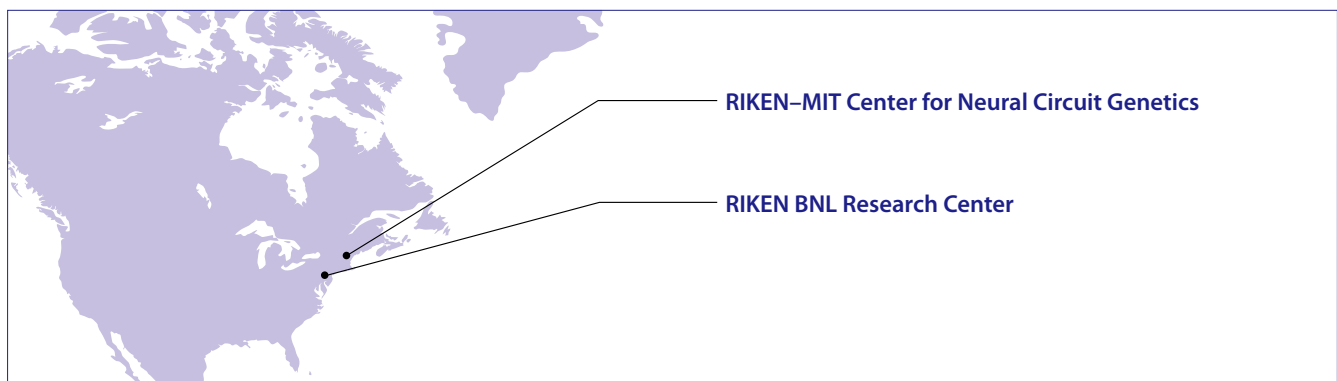 RIKEN–MIT Center for Neural Circuit Genetics
RIKEN BNL Research Center